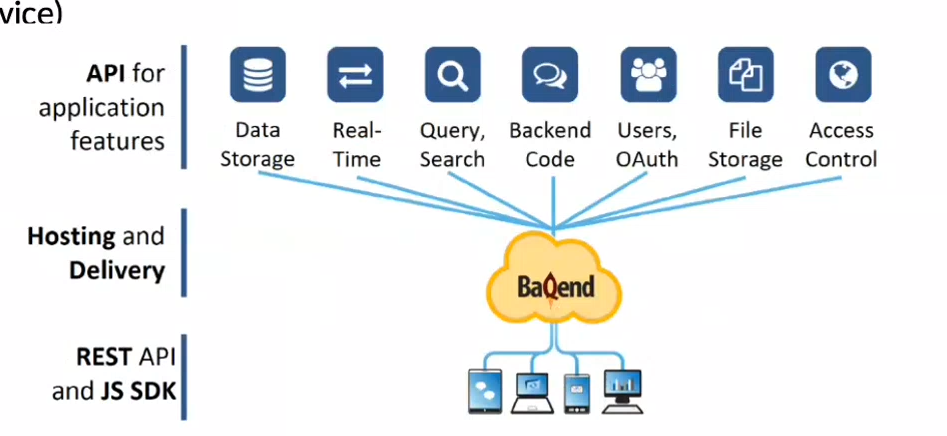 vice)
API for
application
features
Data
Storage
Real-
Time
Query,
Search
Backend
Code
Users,
OAuth
File
Storage
Access
Control
Hosting and
Delivery
BaQend
REST API
and JS SDK